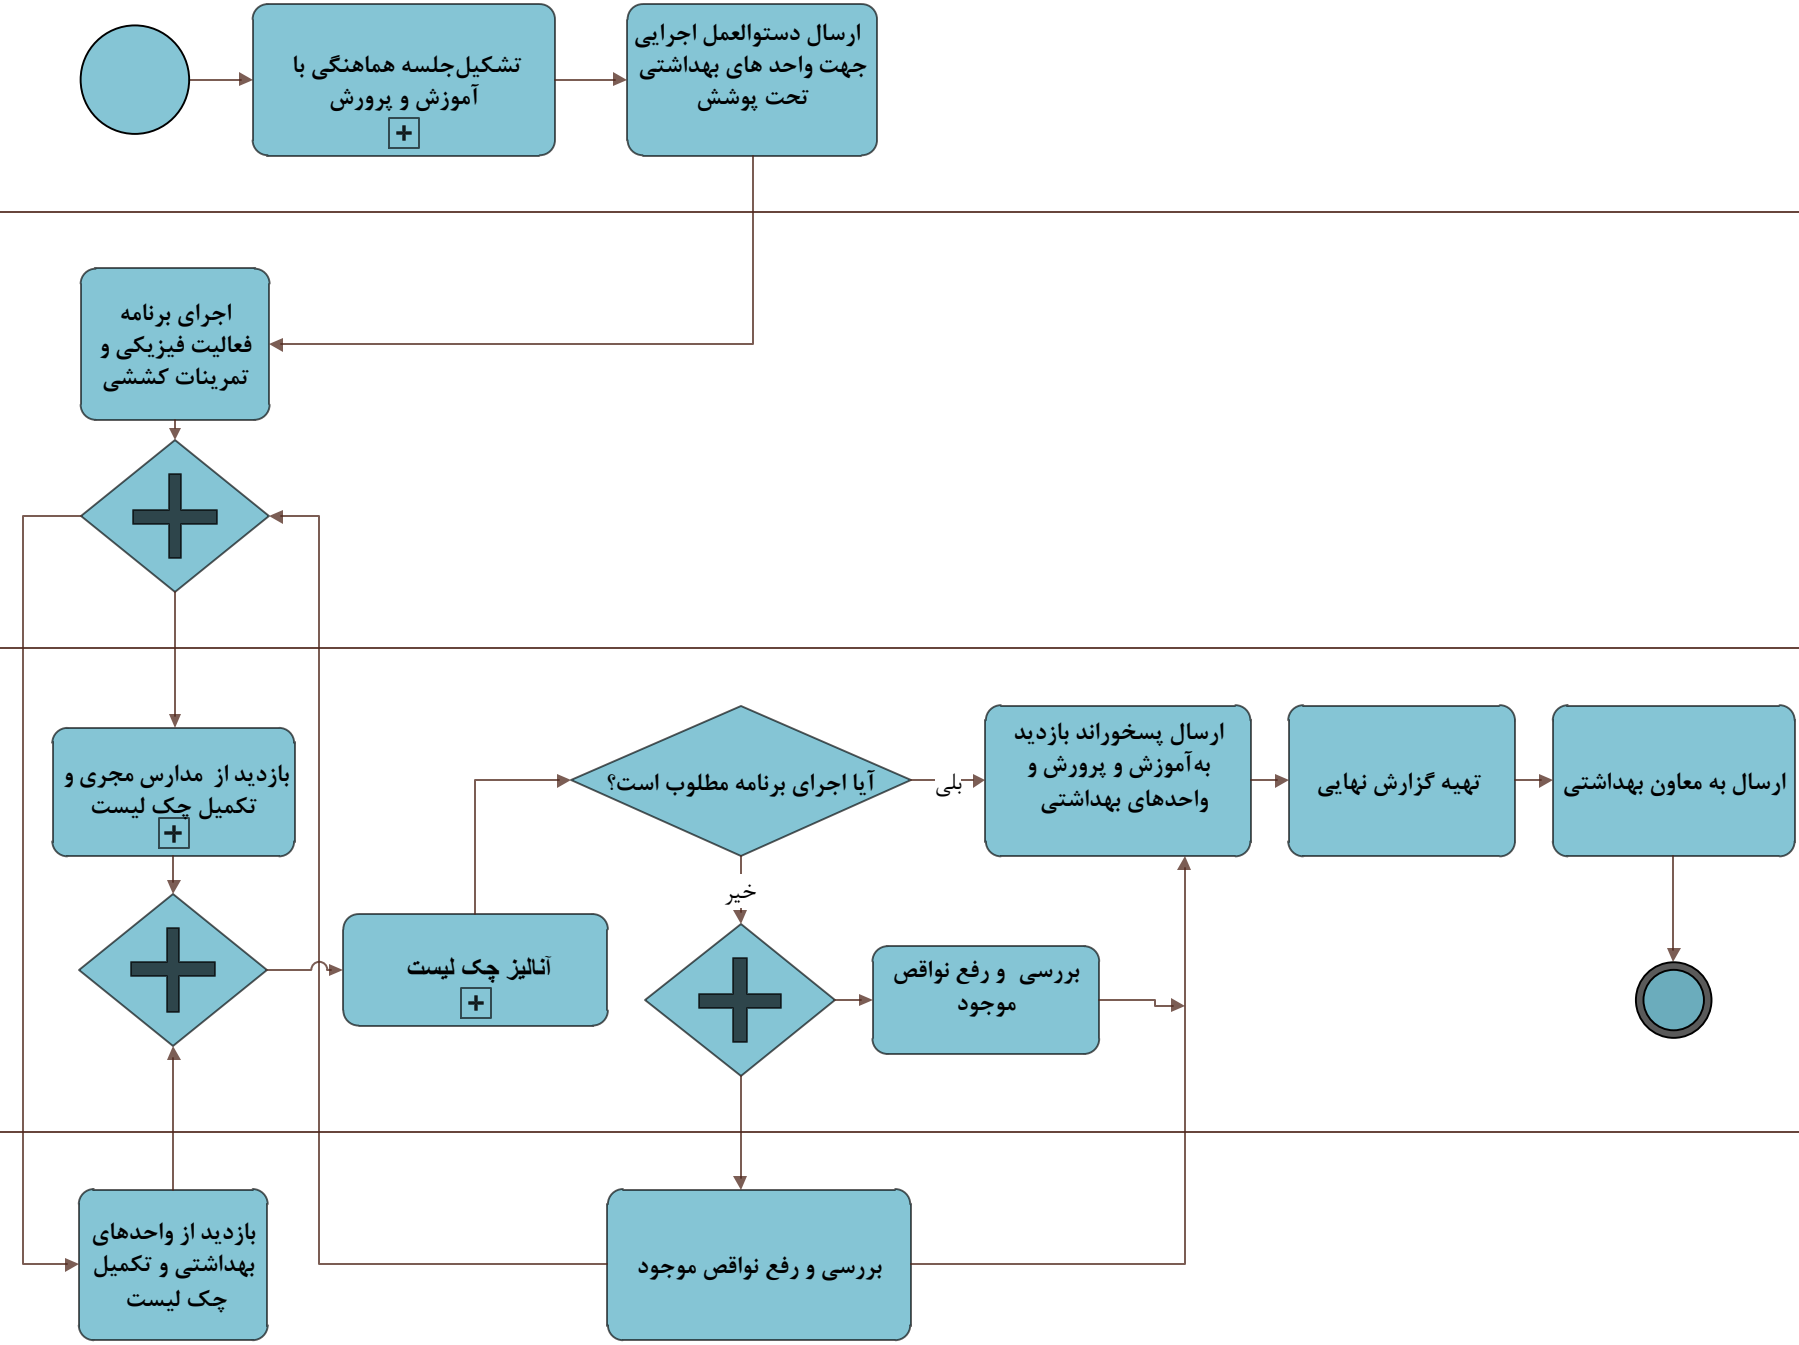 تشکیل‌جلسه هماهنگی با
آموزش و پرورش
ارسال دستوالعمل اجرایی
جهت واحد های بهداشتی
تحت پوشش
اجرای برنامه
فعالیت فیزیکی و
تمرینات کششی
بازدید از مدارس مجری و
تکمیل چک لیست
آنالیز چک لیست
آیا اجرای برنامه مطلوب است؟
بلی
خیر
ارسال پسخوراند بازدید
به‌آموزش و پرورش و
واحدهای بهداشتی
تهیه گزارش نهایی
ارسال به معاون بهداشتی
بررسی و رفع نواقص
موجود
بازدید از واحدهای
بهداشتی و تکمیل
چک لیست
بررسی و رفع نواقص موجود